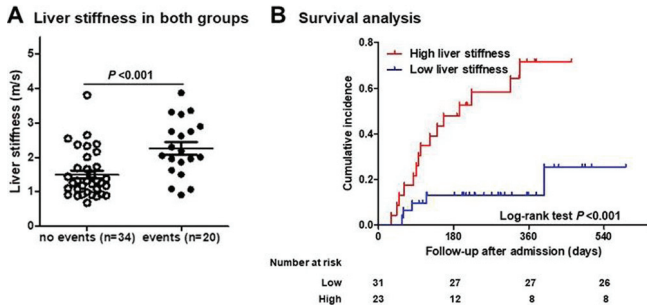 A Liver stiffness in both groups
P <0.001
Liver stiffness (m/s)
5
4
3
2
1
0
no events (n=34) events (n=20)
B Survival analysis
High liver stiffness
Low liver stiffness
Cumulative incidence
0.8
0.6
0.4
0.2
0.0
Log-rank test P <0.001
0 180 360 540
Follow-up after admission (days)
Number at risk
Low 31 27 27 26
High 23 12 8 8